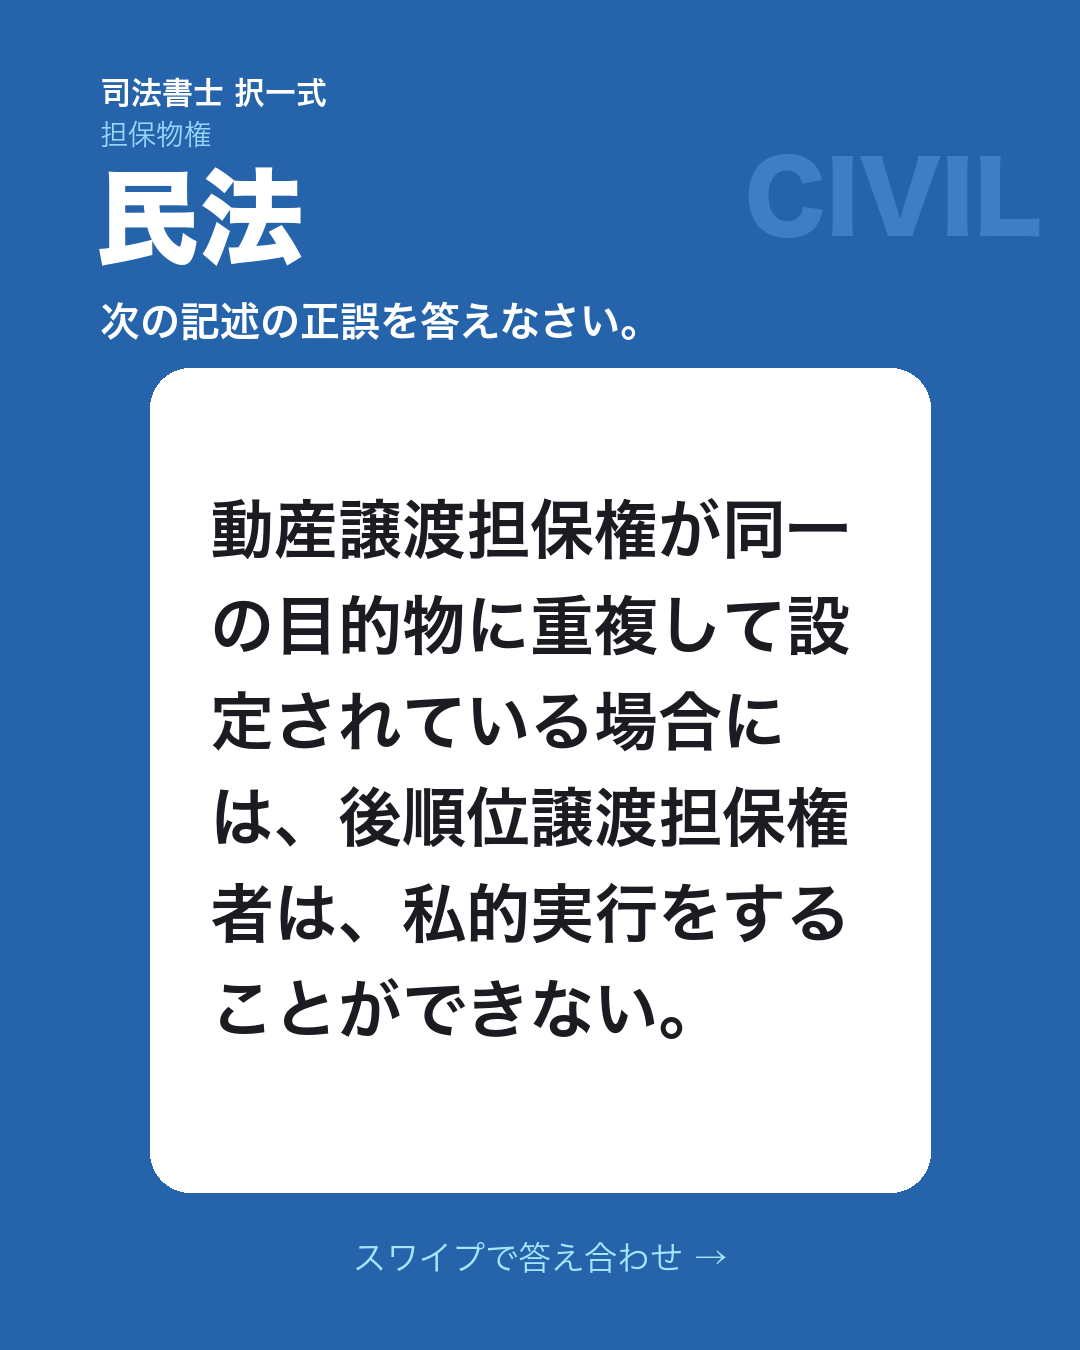 司法書士 択一式
担保物権
民法
CIVIL
次の記述の正誤を答えなさい。
動産譲渡担保権が同一
の目的物に重複して設
定されている場合に
は、後順位譲渡担保権
者は、私的実行をする
ことができない。
スワイプで答え合わせ →